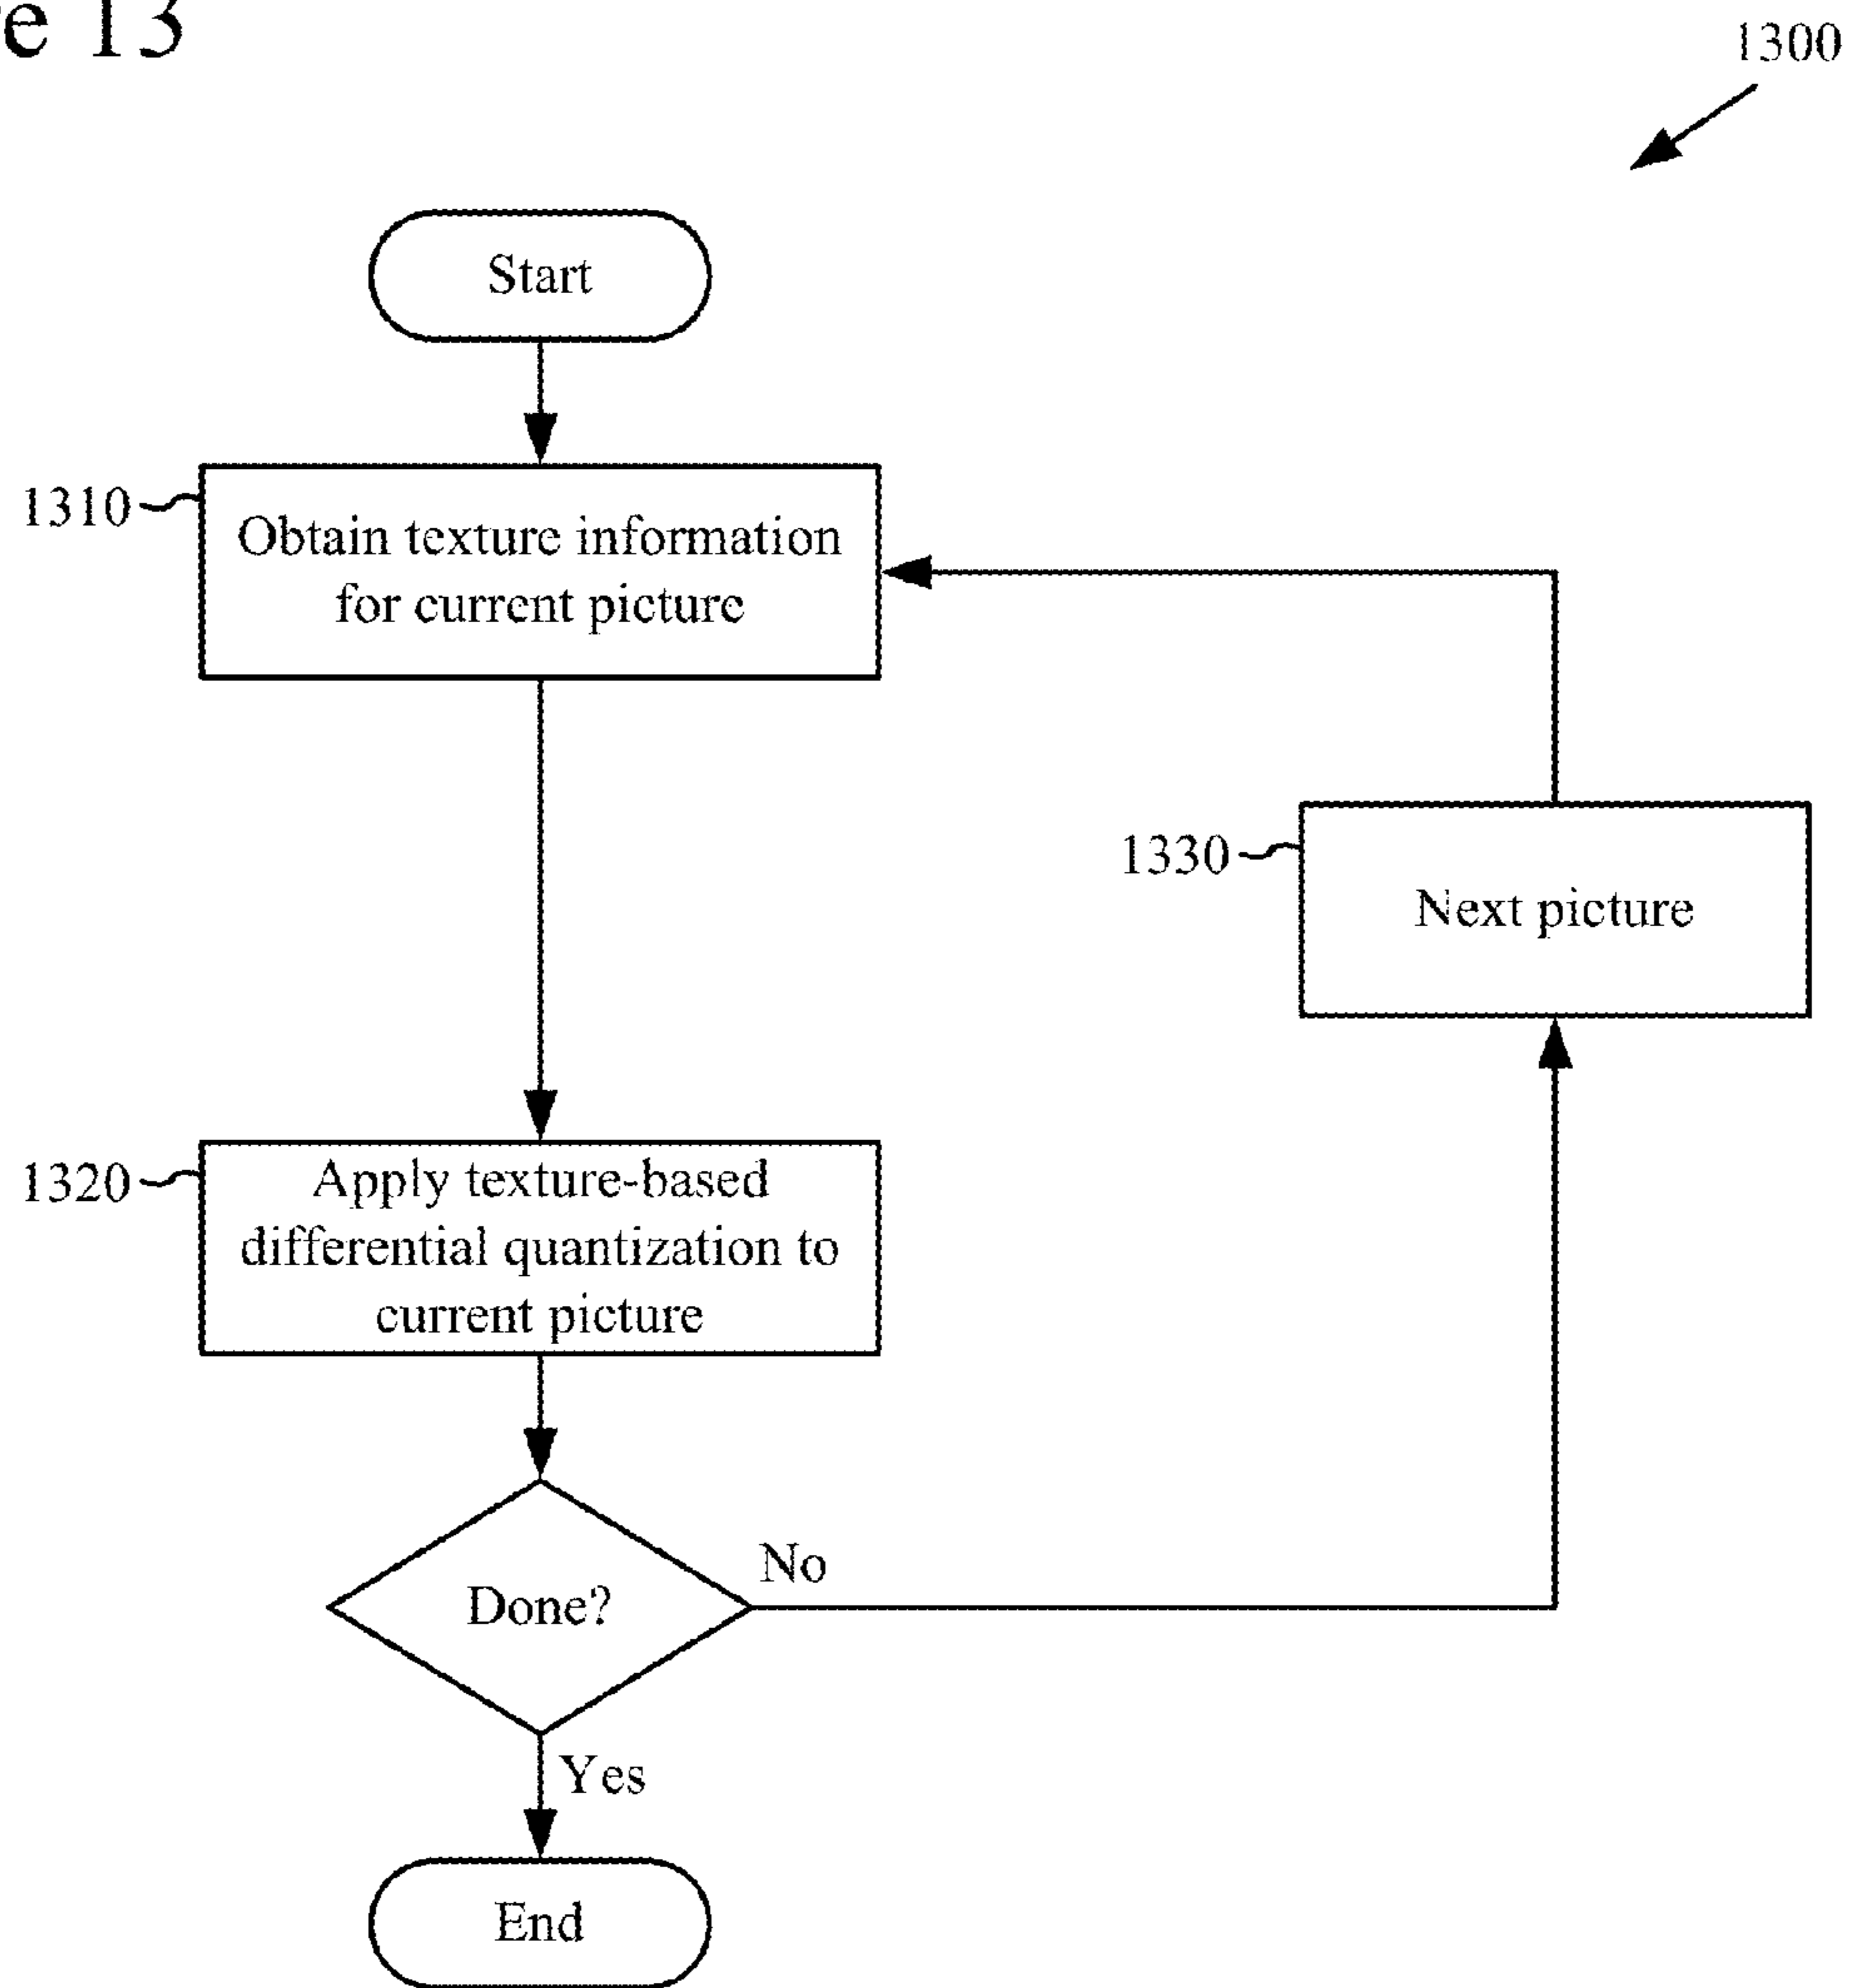 e 13
1300
Start
1310
Obtain texture information
for current picture
1330
Next picture
1320
Apply texture-based
differential quantization to
current picture
Done?
No
Yes
End